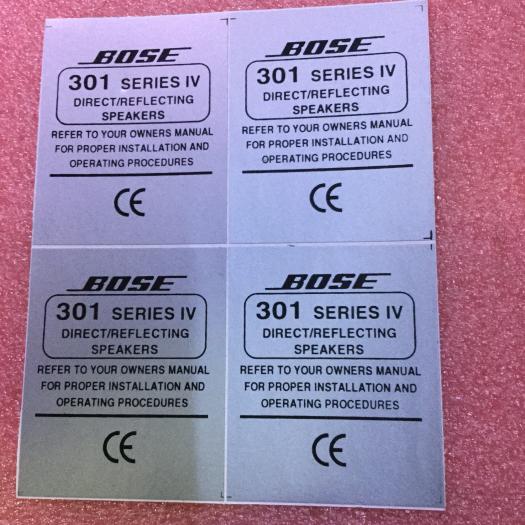 BOSE
301 SERIES IV
DIRECT/REFLECTING
SPEAKERS
REFER TO YOUR OWNERS MANUAL
FOR PROPER INSTALLATION AND
OPERATING PROCEDURES
CE
BOSE
301 SERIES IV
DIRECT/REFLECTING
SPEAKERS
REFER TO YOUR OWNERS MANUAL
FOR PROPER INSTALLATION AND
OPERATING PROCEDURES
CE
BOSE
301 SERIES IV
DIRECT/REFLECTING
SPEAKERS
REFER TO YOUR OWNERS MANUAL
FOR PROPER INSTALLATION AND
OPERATING PROCEDURES
CE
BOSE
301 SERIES IV
DIRECT/REFLECTING
SPEAKERS
REFER TO YOUR OWNERS MANUAL
FOR PROPER INSTALLATION AND
OPERATING PROCEDURES
CE